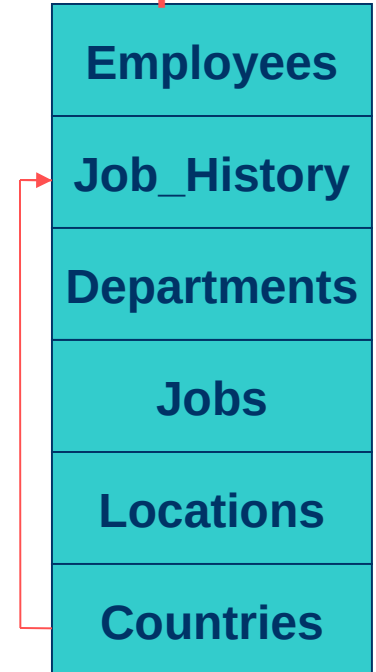 Employees
Job_History
Departments
Jobs
Locations
Countries